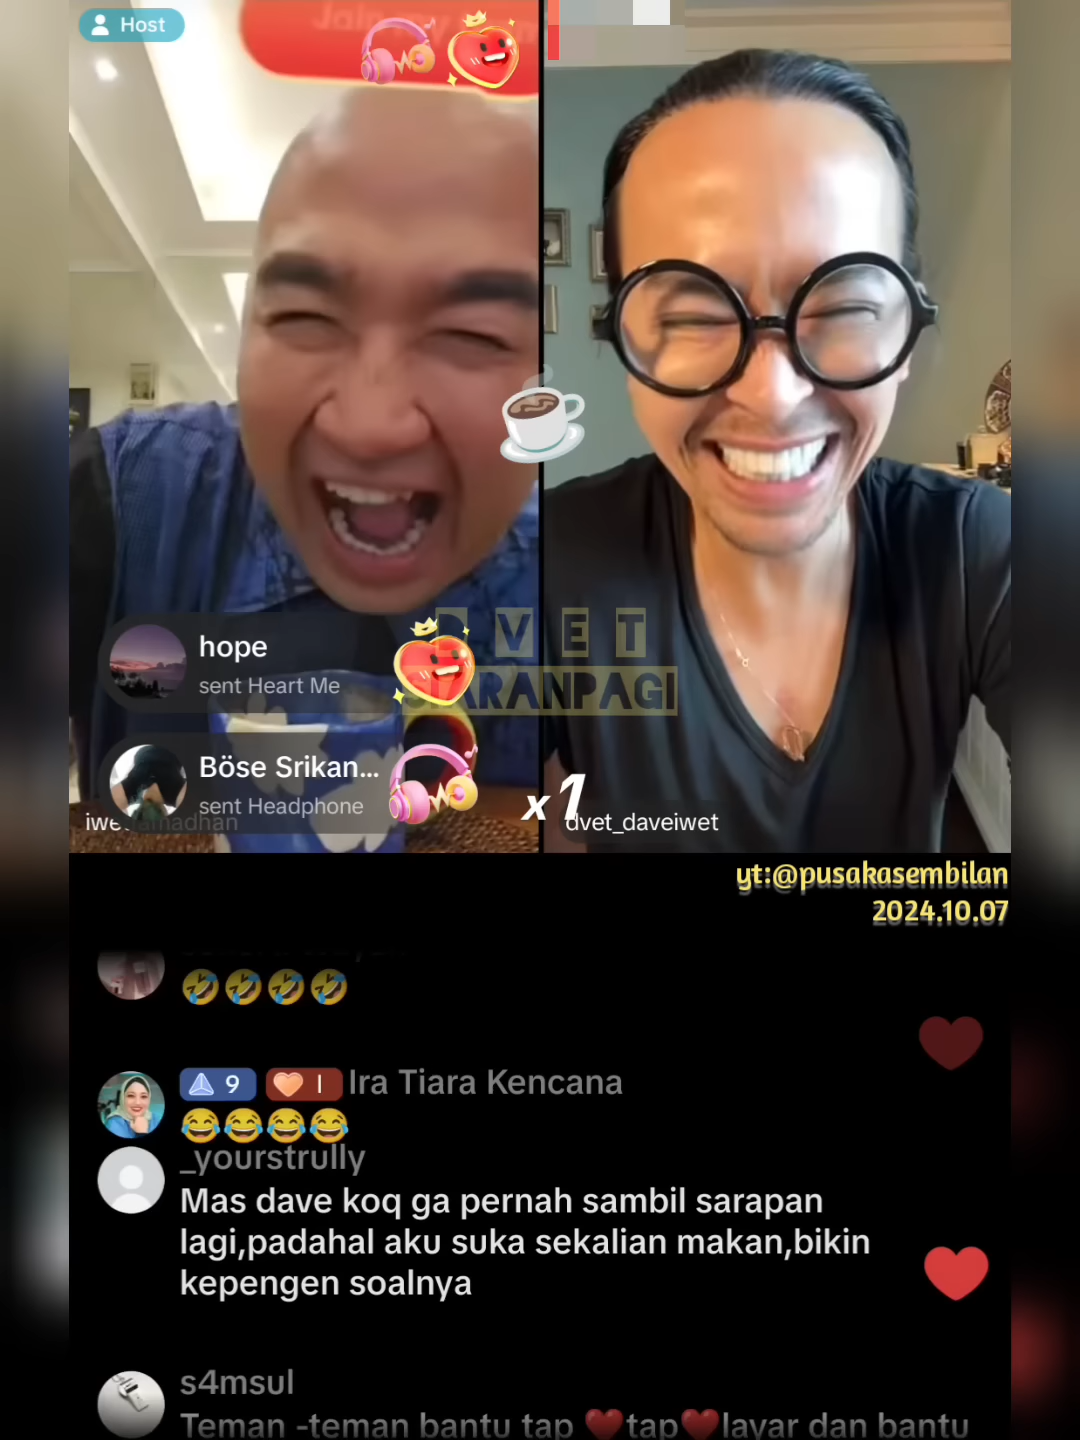 Host
hope
sent Heart Me
Böse Srikan...
sent Headphone
x1
dvet_daveiwet
DVET
SIARANPAGI
yt:@pusakasembilan
2024.10.07
🤣🤣🤣🤣
9 I Ira Tiara Kencana
😂😂😂😂
_yourstrully
Mas dave koq ga pernah sambil sarapan
lagi,padahal aku suka sekalian makan,bikin
kepengen soalnya
s4msul
Teman -teman bantu tap ❤️tap❤️layar dan bantu